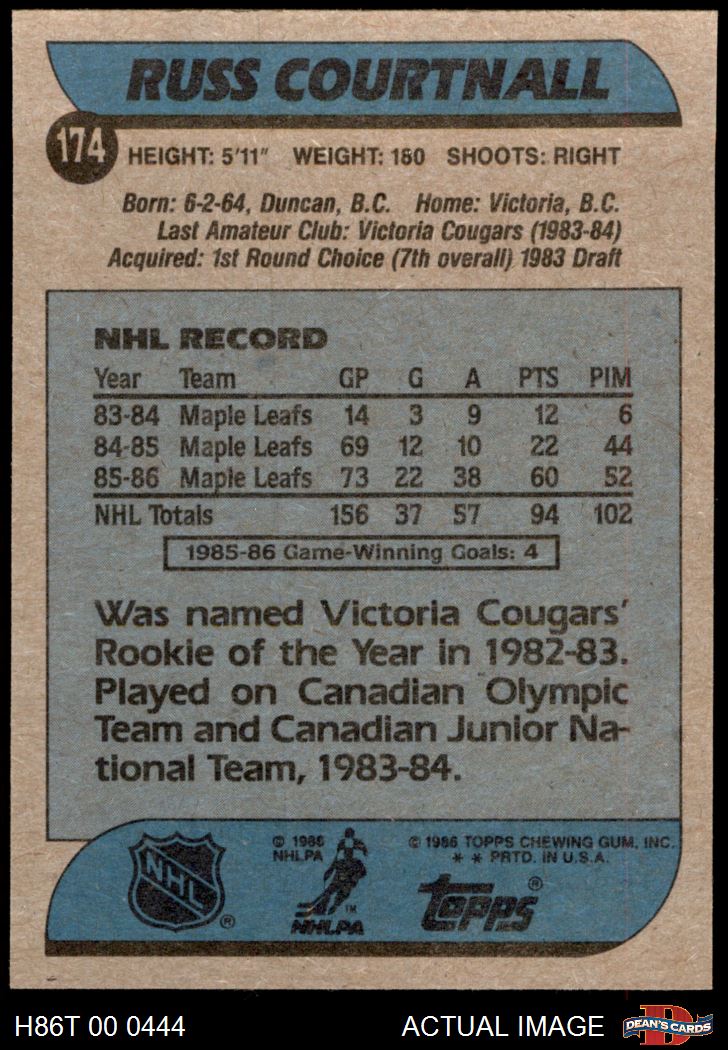 RUSS COURTNALL
174
HEIGHT: 5'11" WEIGHT: 180 SHOOTS: RIGHT
Born: 6-2-64, Duncan, B.C. Home: Victoria, B.C.
Last Amateur Club: Victoria Cougars (1983-84)
Acquired: 1st Round Choice (7th overall) 1983 Draft
NHL RECORD
Year Team GP G A PTS PIM
83-84 Maple Leafs 14 3 9 12 6
84-85 Maple Leafs 69 12 10 22 44
85-86 Maple Leafs 73 22 38 60 52
NHL Totals 156 37 57 94 102
1985-86 Game-Winning Goals: 4
Was named Victoria Cougars'
Rookie of the Year in 1982-83.
Played on Canadian Olympic
Team and Canadian Junior Na-
tional Team, 1983-84.
NHL ®
© 1986
NHLPA
TM
NHLPA
© 1986 TOPPS CHEWING GUM, INC.
* * PRTD. IN U.S.A.
topps ®
H86T 00 0444 ACTUAL IMAGE
D
DEAN'S CARDS